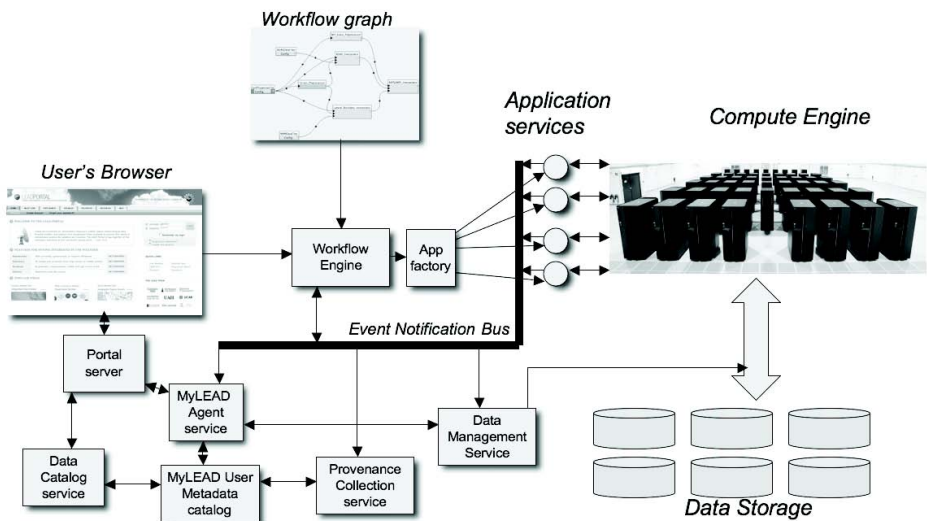 Workflow graph
Application
services
Compute Engine
User's Browser
Workflow
Engine
App
factory
Event Notification Bus
Portal
server
MyLEAD
Agent
service
Data
Management
Service
Data
Catalog
service
MyLEAD User
Metadata
catalog
Provenance
Collection
service
Data Storage